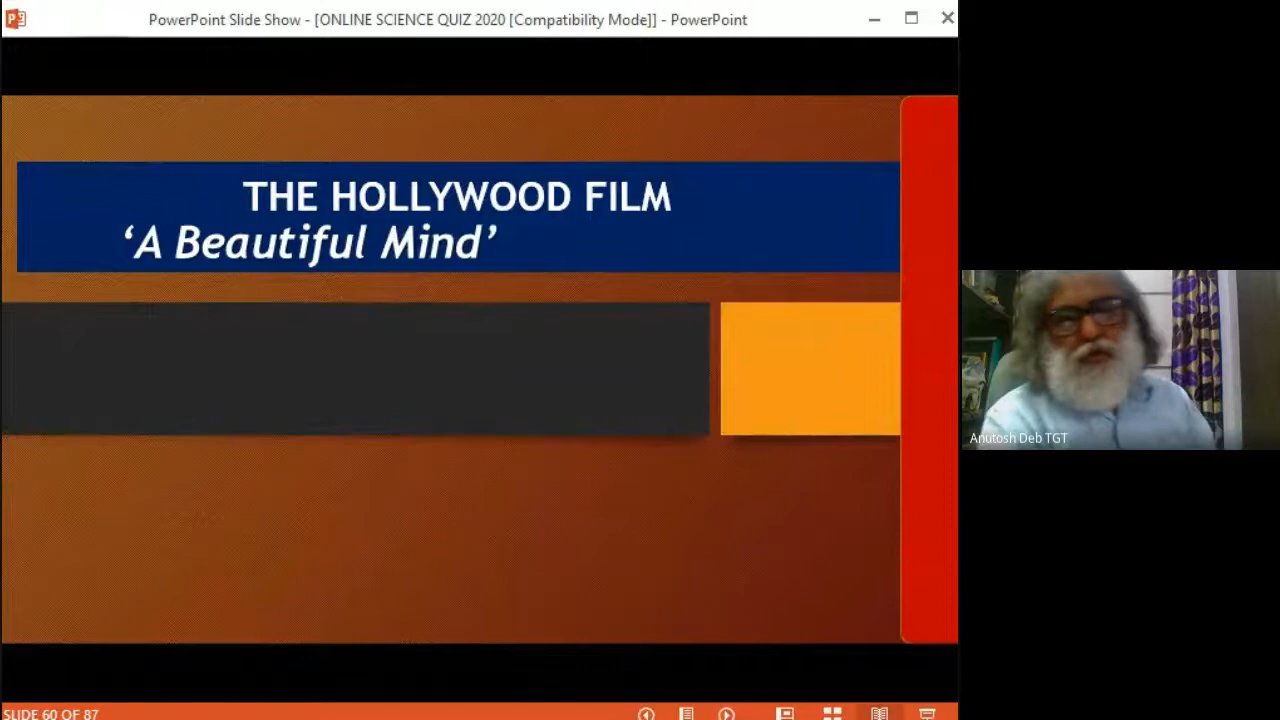 PowerPoint Slide Show - [ONLINE SCIENCE QUIZ 2020 [Compatibility Mode]] - PowerPoint
THE HOLLYWOOD FILM
‘A Beautiful Mind’
Anutosh Deb TGT
SLIDE 60 OF 87